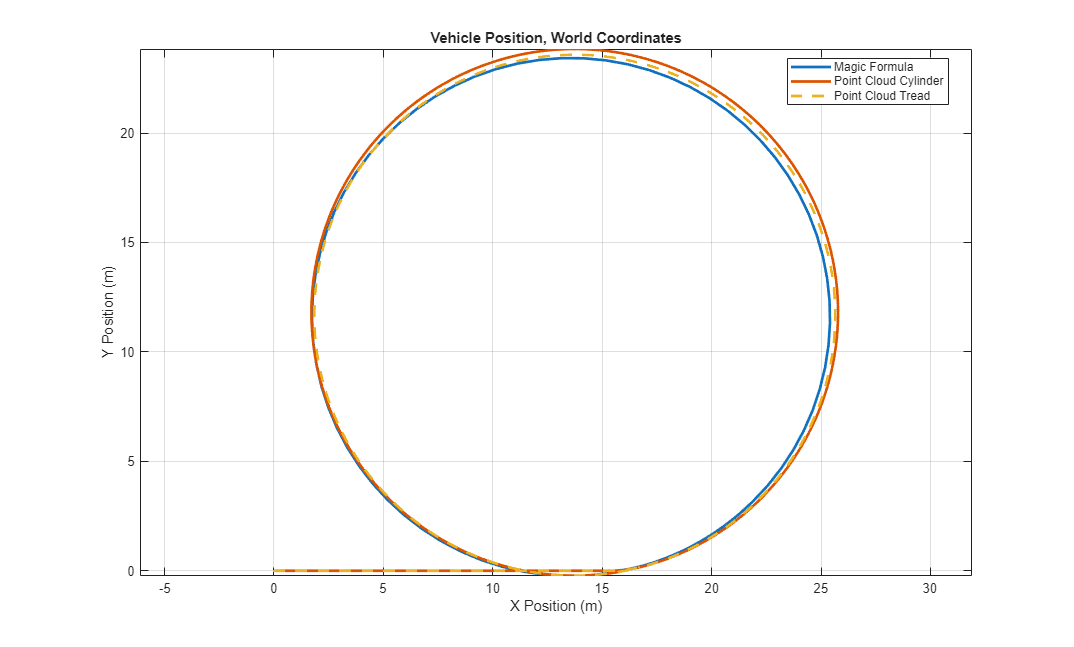 Vehicle Position, World Coordinates
Magic Formula
Point Cloud Cylinder
Point Cloud Tread
Y Position (m)
20
15
10
5
0
-5 0 5 10 15 20 25 30
X Position (m)